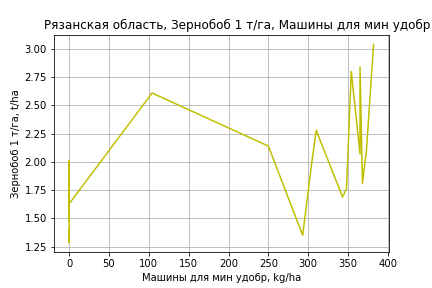 Рязанская область, Зернобоб 1 т/га, Машины для мин удобр
3.00
2.75
2.50
2.25
2.00
1.75
1.50
1.25
Зернобоб 1 т/га, t/ha
0 50 100 150 200 250 300 350 400
Машины для мин удобр, kg/ha